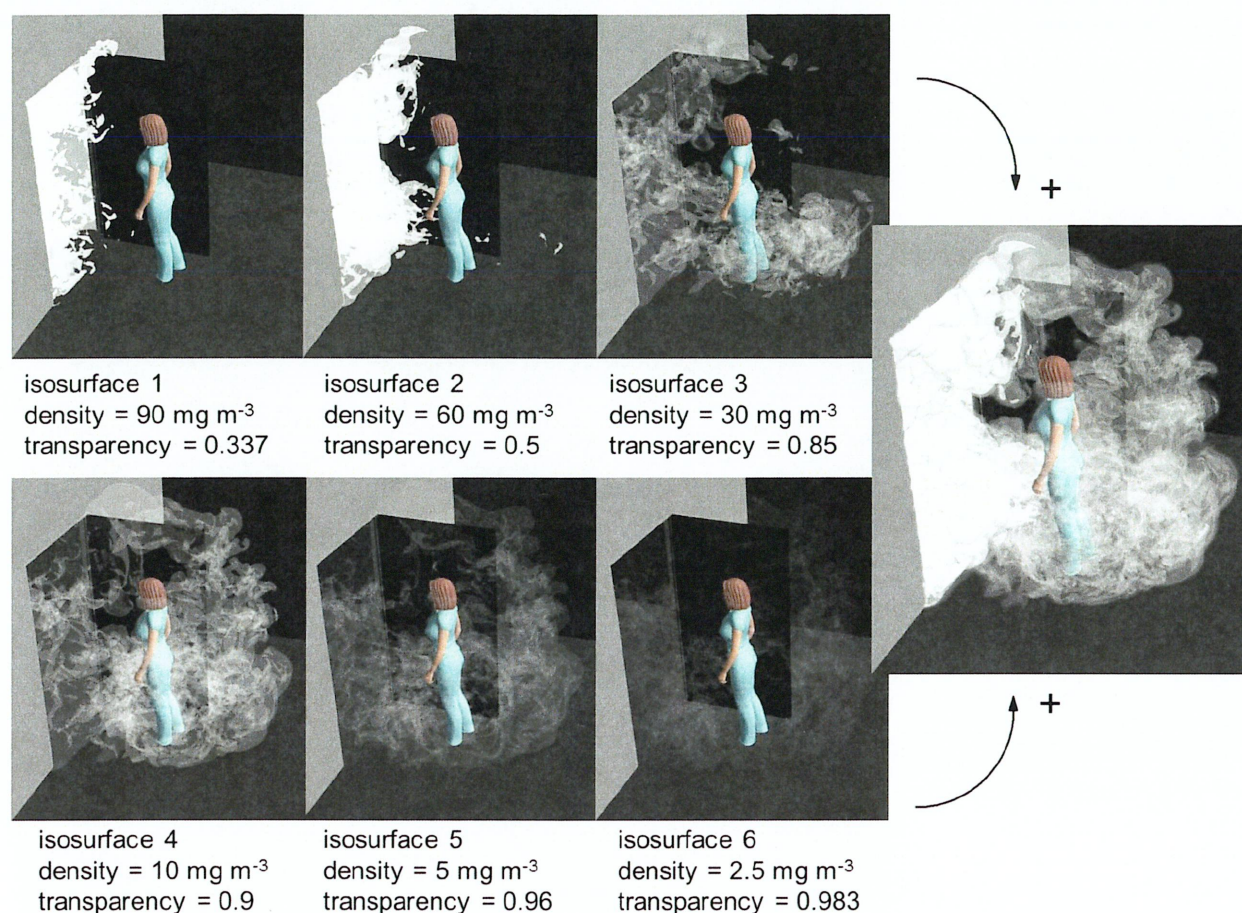 isosurface 1
density = 90 mg m⁻³
transparency = 0.337
isosurface 2
density = 60 mg m⁻³
transparency = 0.5
isosurface 3
density = 30 mg m⁻³
transparency = 0.85
+
isosurface 4
density = 10 mg m⁻³
transparency = 0.9
isosurface 5
density = 5 mg m⁻³
transparency = 0.96
isosurface 6
density = 2.5 mg m⁻³
transparency = 0.983
+